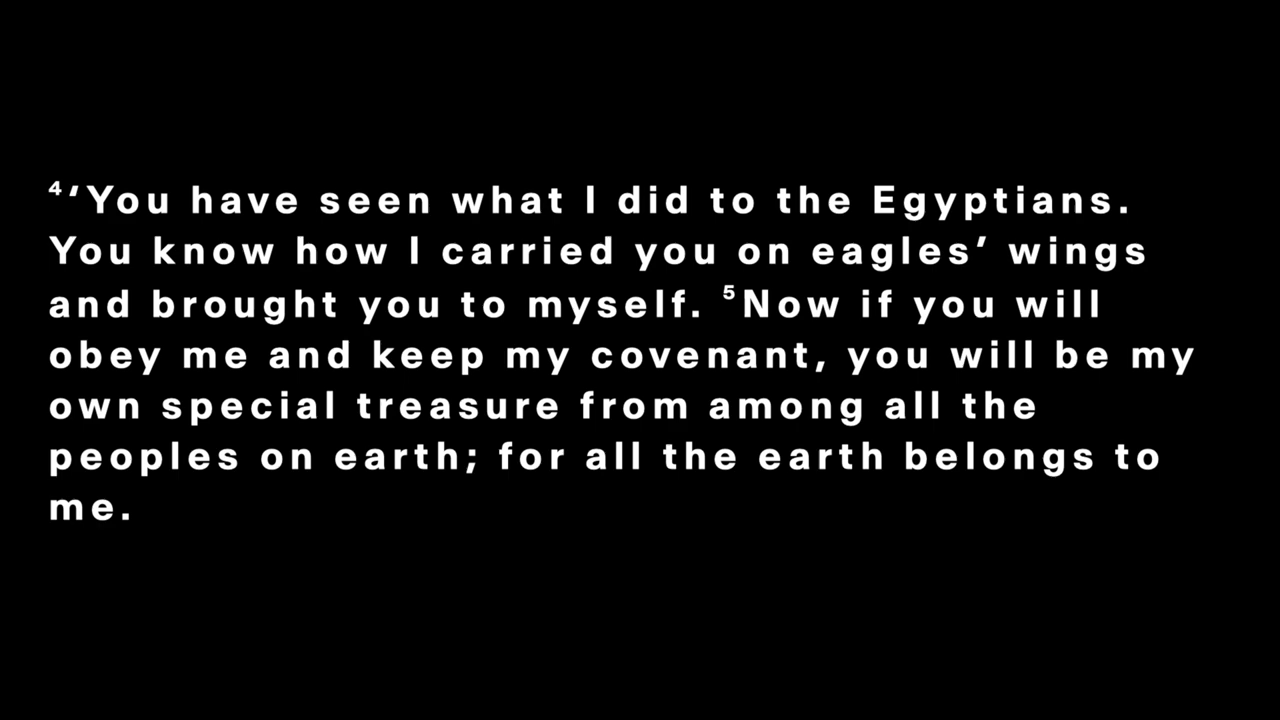 ⁴‘You have seen what I did to the Egyptians.
You know how I carried you on eagles’ wings
and brought you to myself. ⁵Now if you will
obey me and keep my covenant, you will be my
own special treasure from among all the
peoples on earth; for all the earth belongs to
me.